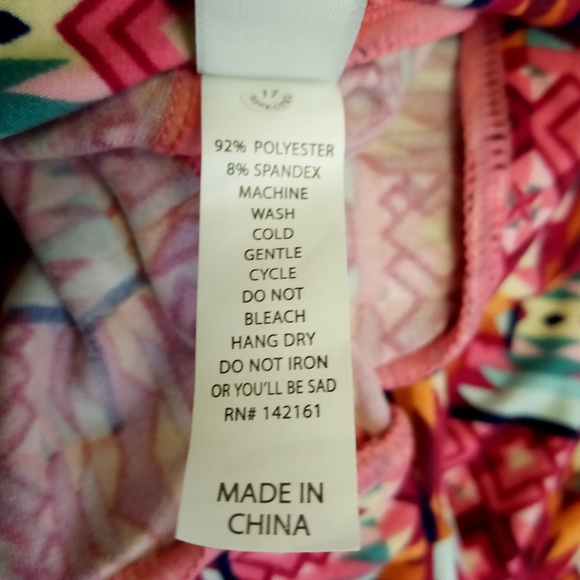 17
92% POLYESTER
8% SPANDEX
MACHINE
WASH
COLD
GENTLE
CYCLE
DO NOT
BLEACH
HANG DRY
DO NOT IRON
OR YOU'LL BE SAD
RN# 142161
MADE IN
CHINA